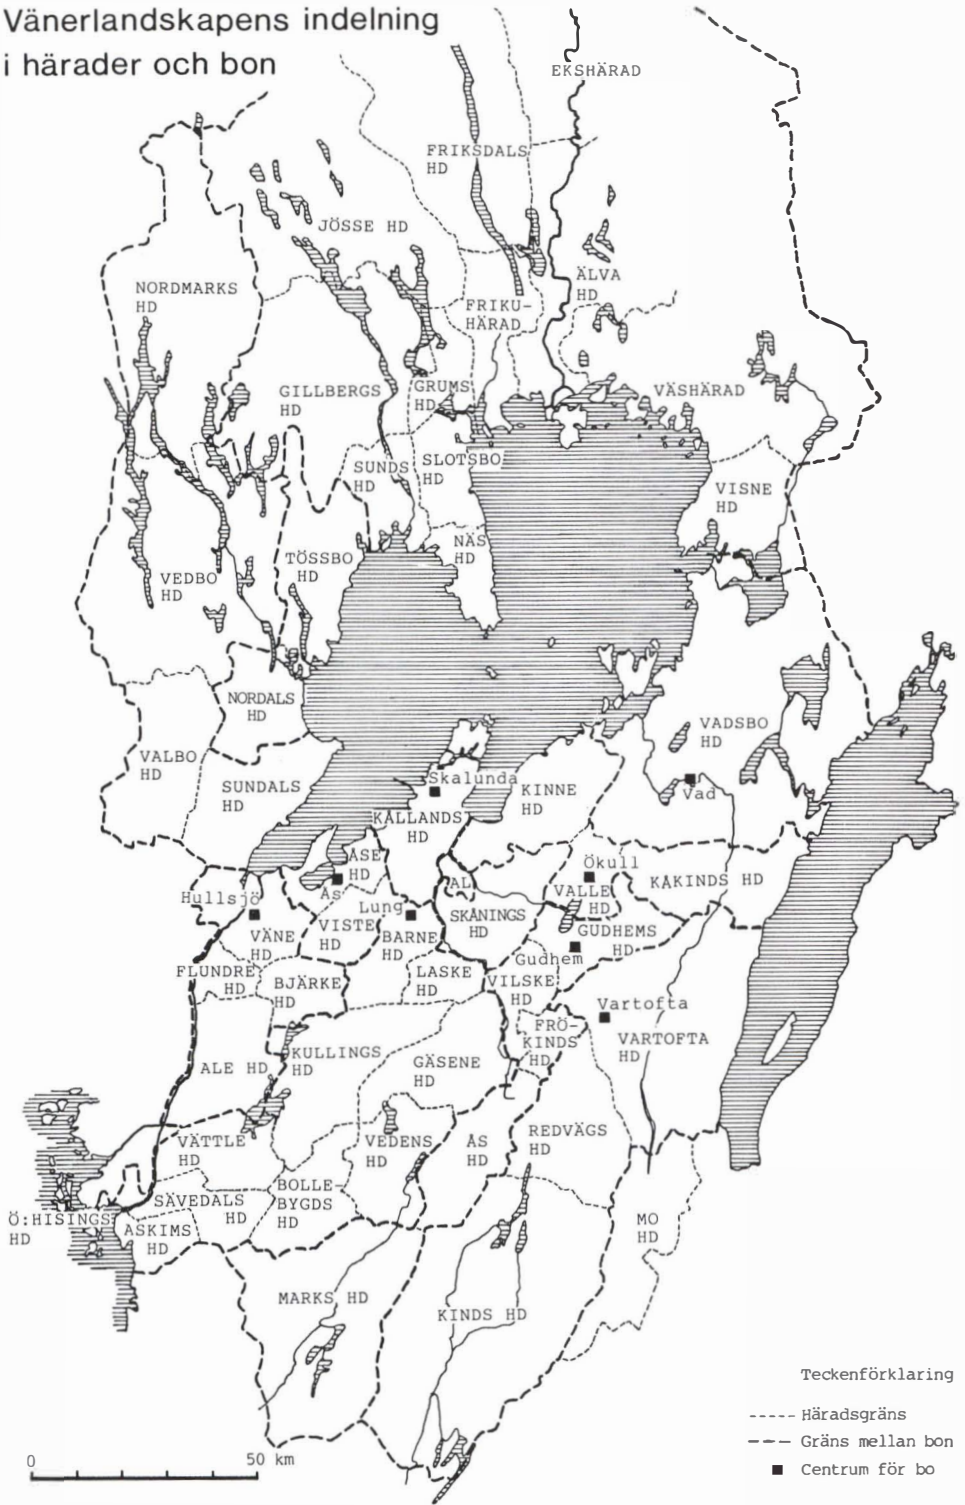 Vänerlandskapens indelning
i härader och bon
EKSHÄRAD
FRIKSDALS
HD
JÖSSE HD
ÄLVA
HD
NORDMARKS
HD
FRIKU-
HÄRAD
GILLBERGS
HD
GRUMS
HD
VÄSHÄRAD
SUNDS
HD
SLOTSBO
HD
VISNE
HD
NÄS
HD
TÖSSBO
HD
VEDBO
HD
NORDALS
HD
VADSBO
HD
VALBO
HD
SUNDALS
HD
Skalunda
KINNE
HD
Vad
KÅLLANDS
HD
ÅSE
HD
Ås
Ökull
KÅKINDS HD
AL
VALLE
HD
Hullsjö
Lung
VISTE
HD
SKÅNINGS
HD
VÄNE
HD
BARNE
HD
GUDHEMS
HD
Gudhem
FLUNDRE
HD
BJÄRKE
HD
LASKE
HD
VILSKE
HD
Vartofta
FRÖ-
KINDS
HD
VARTOFTA
HD
ALE HD
KULLINGS
HD
GÄSENE
HD
VÄTTLE
HD
VEDENS
HD
ÅS
HD
REDVÄGS
HD
BOLLE-
BYGDS
HD
SÄVEDALS
HD
Ö:HISINGS
HD
ASKIMS
HD
MO
HD
MARKS HD
KINDS HD
Teckenförklaring
Häradsgräns
Gräns mellan bon
Centrum för bo
0 50 km